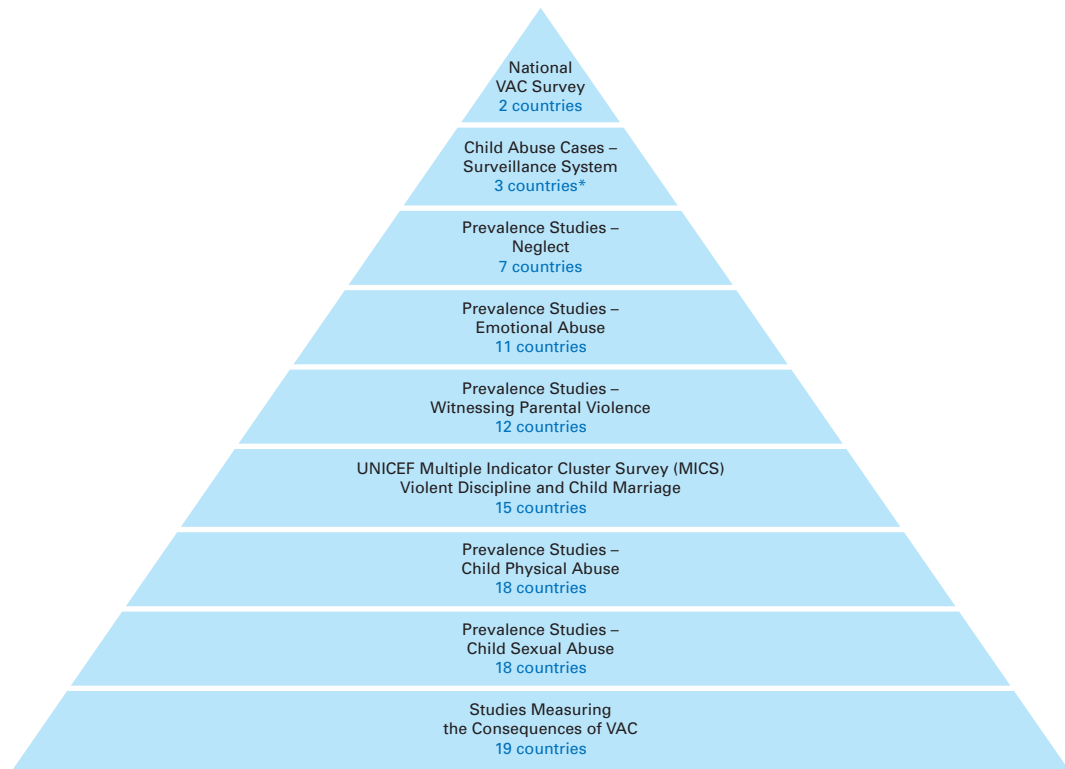 National
VAC Survey
2 countries
Child Abuse Cases –
Surveillance System
3 countries*
Prevalence Studies –
Neglect
7 countries
Prevalence Studies –
Emotional Abuse
11 countries
Prevalence Studies –
Witnessing Parental Violence
12 countries
UNICEF Multiple Indicator Cluster Survey (MICS)
Violent Discipline and Child Marriage
15 countries
Prevalence Studies –
Child Physical Abuse
18 countries
Prevalence Studies –
Child Sexual Abuse
18 countries
Studies Measuring
the Consequences of VAC
19 countries